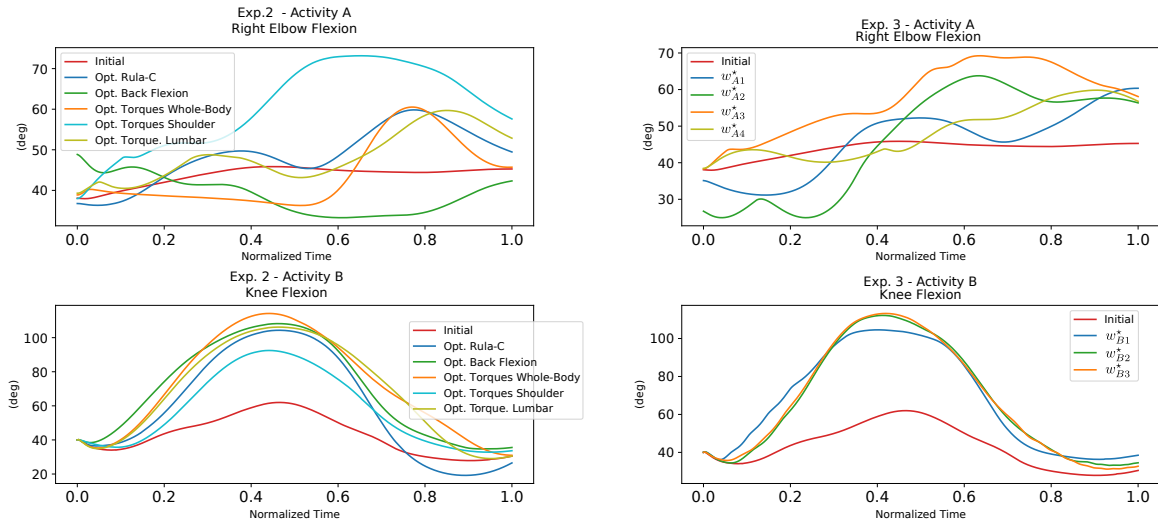 Exp.2 - Activity A
Right Elbow Flexion
Initial
Opt. Rula-C
Opt. Back Flexion
Opt. Torques Whole-Body
Opt. Torques Shoulder
Opt. Torque. Lumbar
(deg)
70
60
50
40
0.0 0.2 0.4 0.6 0.8 1.0
Normalized Time
Exp. 3 - Activity A
Right Elbow Flexion
Initial
w*A1
w*A2
w*A3
w*A4
(deg)
70
60
50
40
30
0.0 0.2 0.4 0.6 0.8 1.0
Normalized Time
Exp. 2 - Activity B
Knee Flexion
Initial
Opt. Rula-C
Opt. Back Flexion
Opt. Torques Whole-Body
Opt. Torques Shoulder
Opt. Torque. Lumbar
(deg)
100
80
60
40
20
0.0 0.2 0.4 0.6 0.8 1.0
Normalized Time
Exp. 3 - Activity B
Knee Flexion
Initial
w*B1
w*B2
w*B3
(deg)
100
80
60
40
0.0 0.2 0.4 0.6 0.8 1.0
Normalized Time